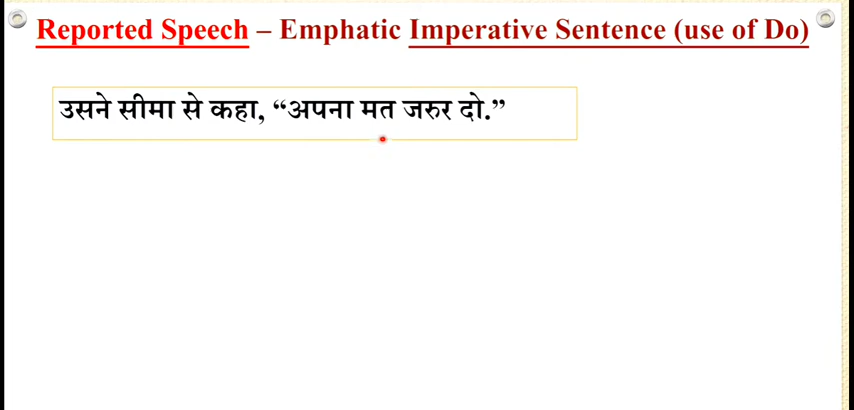 Reported Speech – Emphatic Imperative Sentence (use of Do)
उसने सीमा से कहा, “अपना मत जरुर दो.”